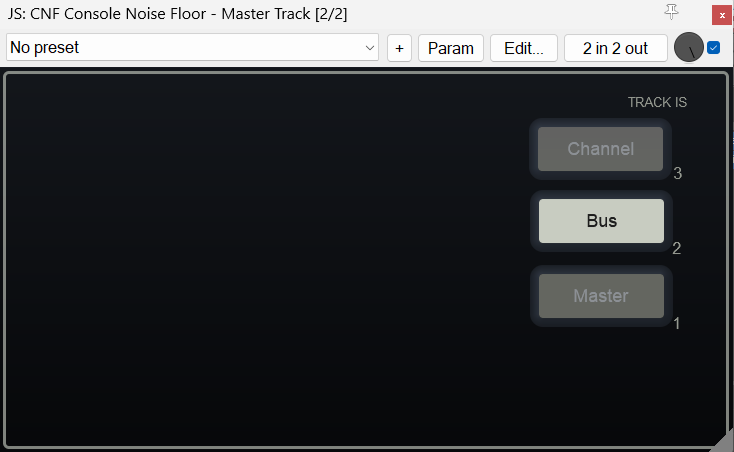 JS: CNF Console Noise Floor - Master Track [2/2]
No preset + Param Edit... 2 in 2 out
TRACK IS
Channel
3
Bus
2
Master
1